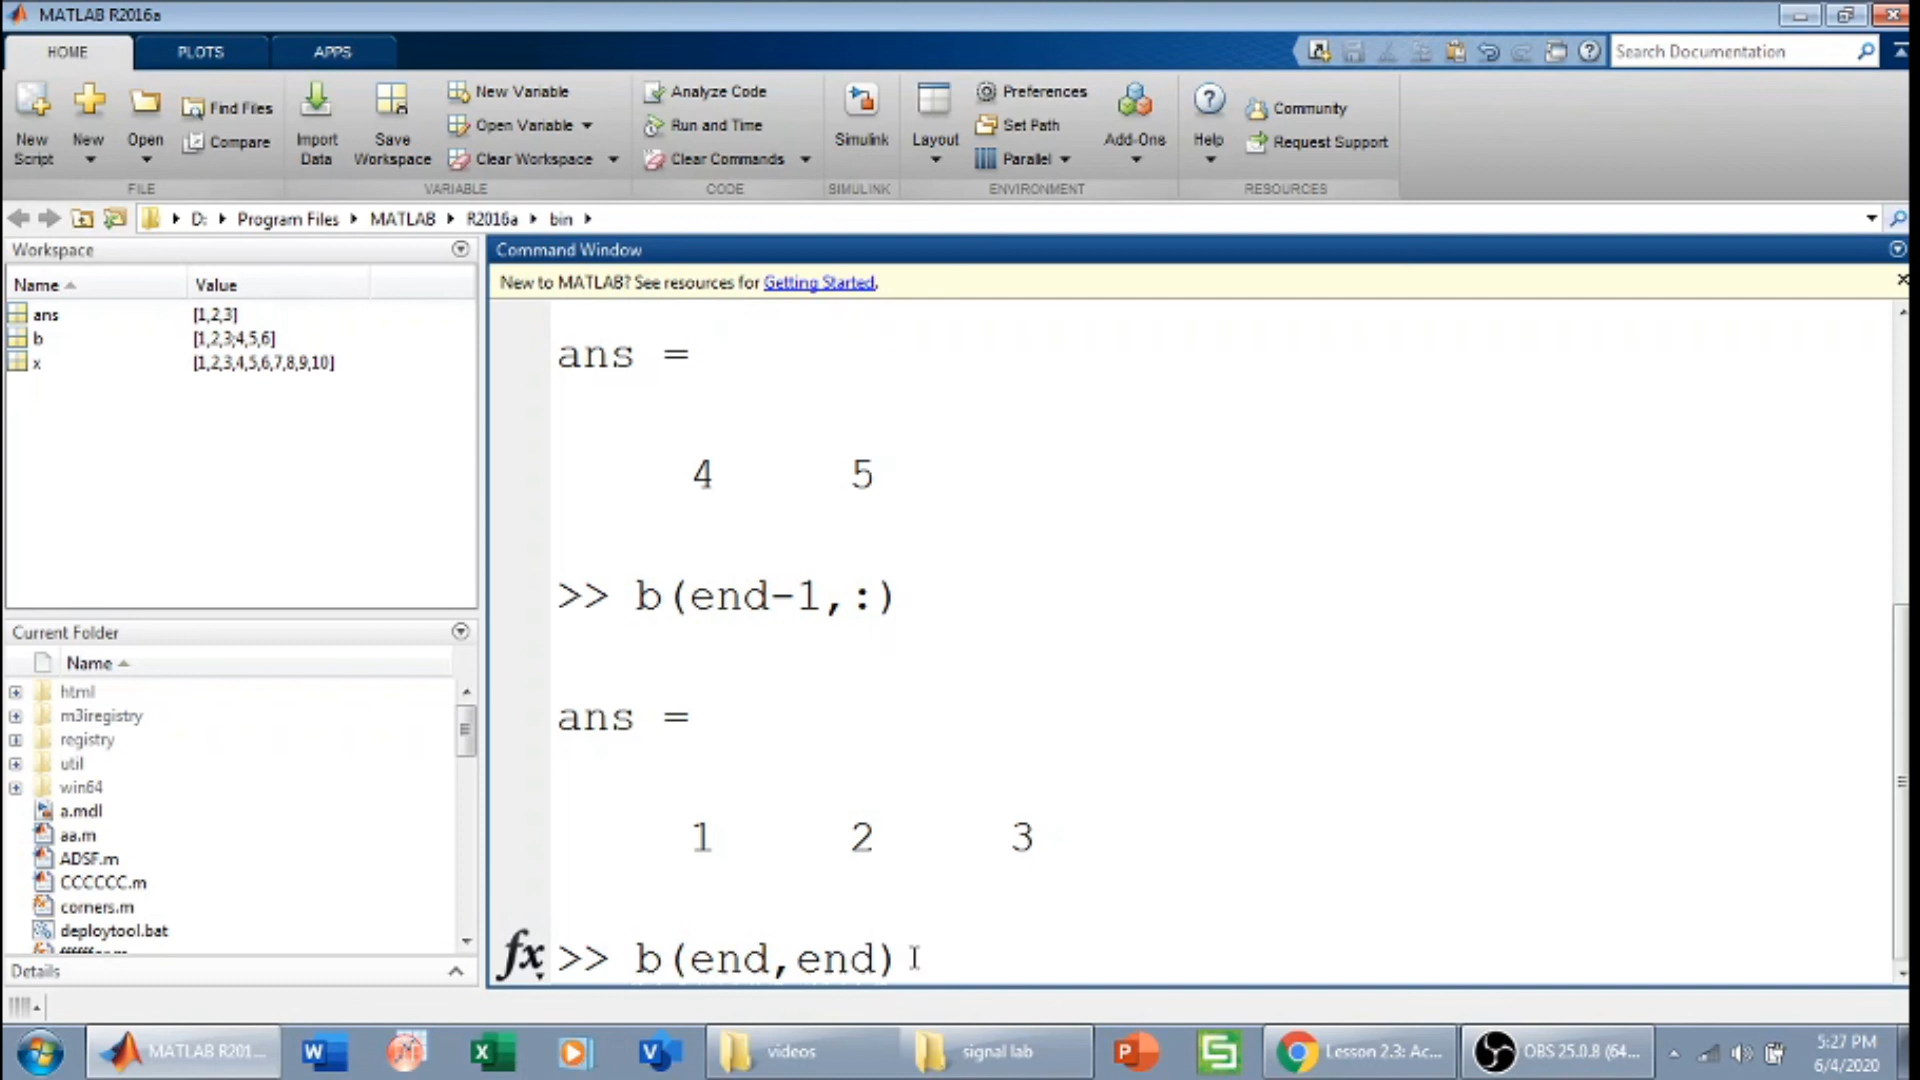 MATLAB R2016a
HOME PLOTS APPS
Search Documentation
New Script
New
Open
Find Files
Compare
Import Data
Save Workspace
New Variable
Open Variable
Clear Workspace
Analyze Code
Run and Time
Clear Commands
Simulink
Layout
Preferences
Set Path
Parallel
Add-Ons
Help
Community
Request Support
FILE VARIABLE CODE SIMULINK ENVIRONMENT RESOURCES
D: Program Files MATLAB R2016a bin
Workspace
Name Value
ans [1,2,3]
b [1,2,3;4,5,6]
x [1,2,3,4,5,6,7,8,9,10]
Current Folder
Name
html
m3iregistry
registry
util
win64
a.mdl
aa.m
ADSF.m
CCCCCC.m
corners.m
deploytool.bat
Details
Command Window
New to MATLAB? See resources for Getting Started.
ans =
4 5
>> b(end-1,:)
ans =
1 2 3
fx >> b(end,end)
MATLAB R201...
videos
signal lab
Lesson 2.3: Ac...
OBS 25.0.8 (64...
5:27 PM
6/4/2020